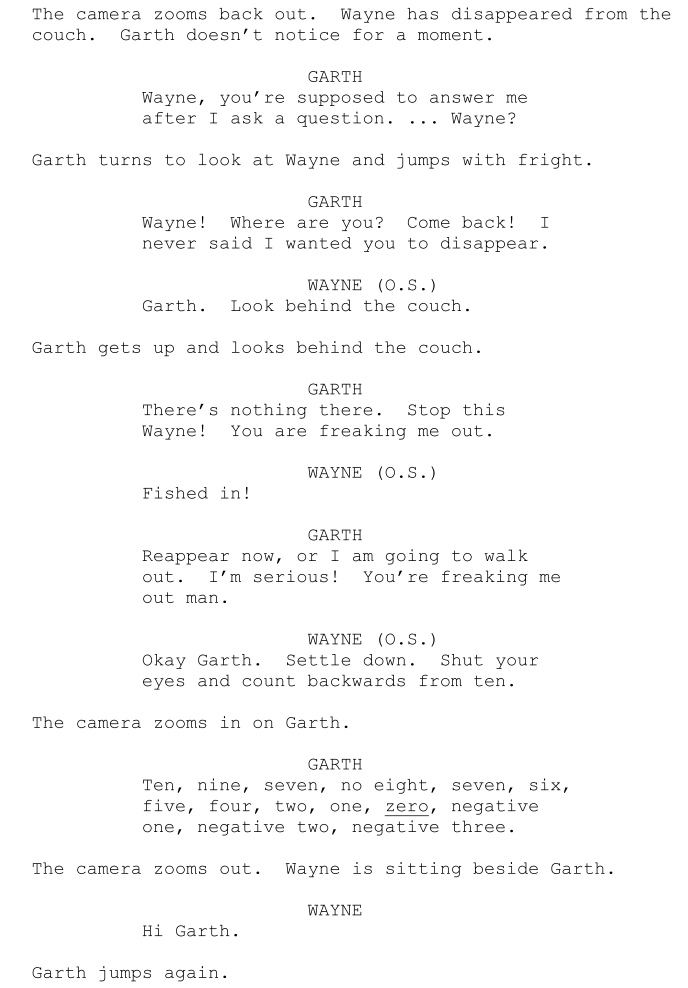 The camera zooms back out.  Wayne has disappeared from the
couch.  Garth doesn't notice for a moment.
GARTH
Wayne, you're supposed to answer me
after I ask a question. ... Wayne?
Garth turns to look at Wayne and jumps with fright.
GARTH
Wayne!  Where are you?  Come back!  I
never said I wanted you to disappear.
WAYNE (O.S.)
Garth.  Look behind the couch.
Garth gets up and looks behind the couch.
GARTH
There's nothing there.  Stop this
Wayne!  You are freaking me out.
WAYNE (O.S.)
Fished in!
GARTH
Reappear now, or I am going to walk
out.  I'm serious!  You're freaking me
out man.
WAYNE (O.S.)
Okay Garth.  Settle down.  Shut your
eyes and count backwards from ten.
The camera zooms in on Garth.
GARTH
Ten, nine, seven, no eight, seven, six,
five, four, two, one, zero, negative
one, negative two, negative three.
The camera zooms out.  Wayne is sitting beside Garth.
WAYNE
Hi Garth.
Garth jumps again.